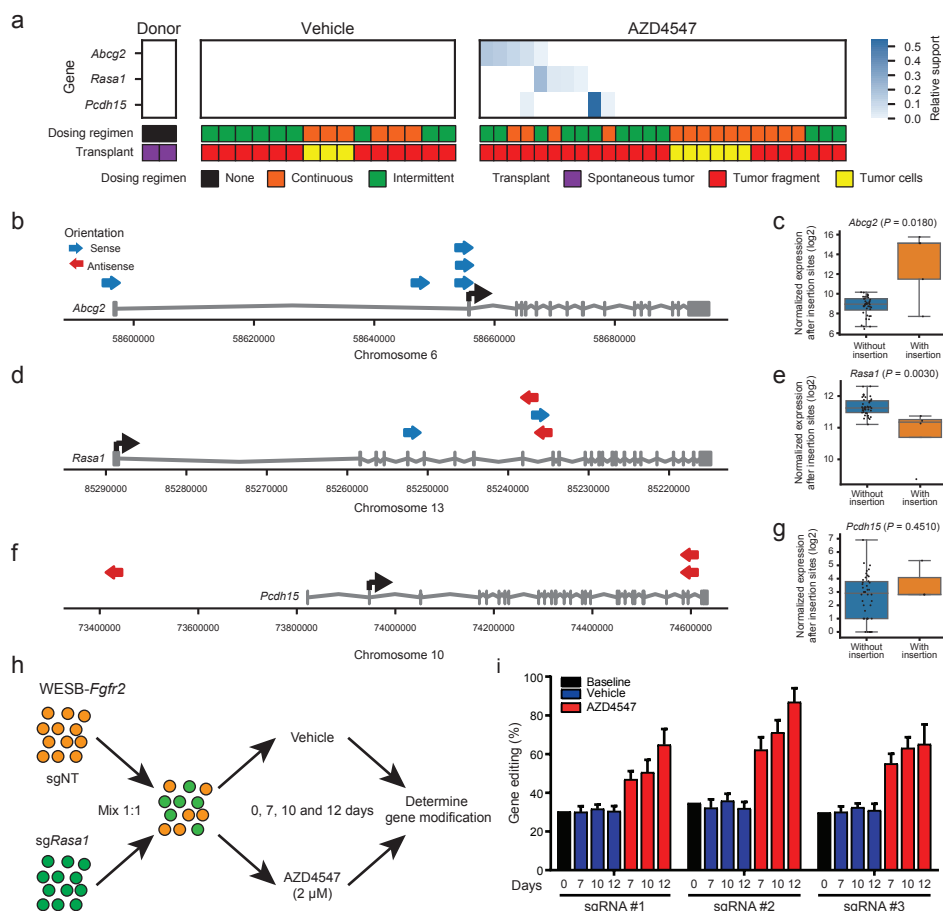 a
Donor
Vehicle
AZD4547
Gene
Abcg2
Rasa1
Pcdh15
0.5
0.4
0.3
0.2
0.1
0.0
Relative support
Dosing regimen
Transplant
Dosing regimen None Continuous Intermittent
Transplant Spontaneous tumor Tumor fragment Tumor cells
b
Orientation
Sense
Antisense
Abcg2
58600000 58620000 58640000 58660000 58680000
Chromosome 6
c
Abcg2 (P = 0.0180)
Normalized expression
after insertion sites (log2)
16
14
12
10
8
6
Without
insertion
With
insertion
d
Rasa1
85290000 85280000 85270000 85260000 85250000 85240000 85230000 85220000
Chromosome 13
e
Rasa1 (P = 0.0030)
Normalized expression
after insertion sites (log2)
12
11
10
Without
insertion
With
insertion
f
Pcdh15
73400000 73600000 73800000 74000000 74200000 74400000 74600000
Chromosome 10
g
Pcdh15 (P = 0.4510)
Normalized expression
after insertion sites (log2)
7
6
5
4
3
2
1
0
Without
insertion
With
insertion
h
WESB-Fgfr2
sgNT
Mix 1:1
sgRasa1
Vehicle
0, 7, 10 and 12 days
AZD4547
(2 µM)
Determine
gene modification
i
Baseline
Vehicle
AZD4547
Gene editing (%)
100
80
60
40
20
0
Days 0 7 10 12 7 10 12 0 7 10 12 7 10 12 0 7 10 12 7 10 12
sgRNA #1 sgRNA #2 sgRNA #3